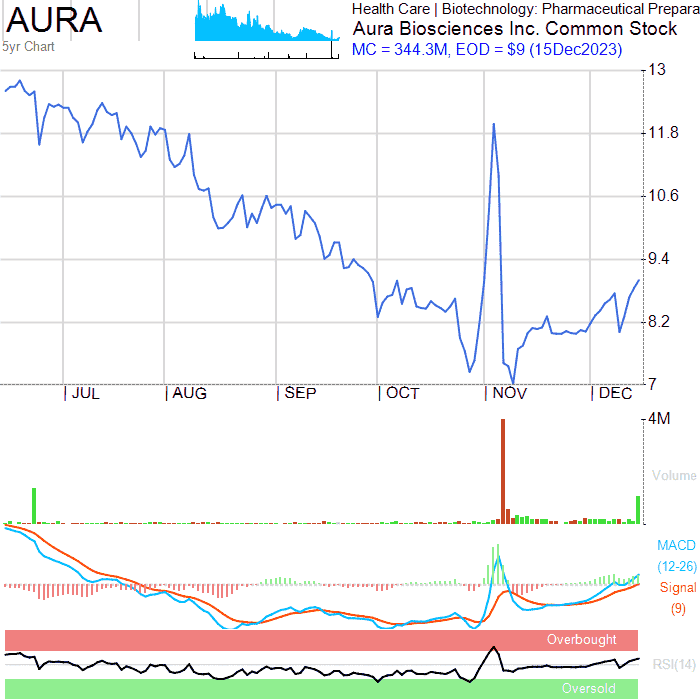 AURA
5yr Chart
Health Care | Biotechnology: Pharmaceutical Prepara
Aura Biosciences Inc. Common Stock
MC = 344.3M, EOD = $9 (15Dec2023)
13
11.8
10.6
9.4
8.2
7
JUL
AUG
SEP
OCT
NOV
DEC
4M
Volume
MACD
(12-26)
Signal
(9)
Overbought
RSI(14)
Oversold